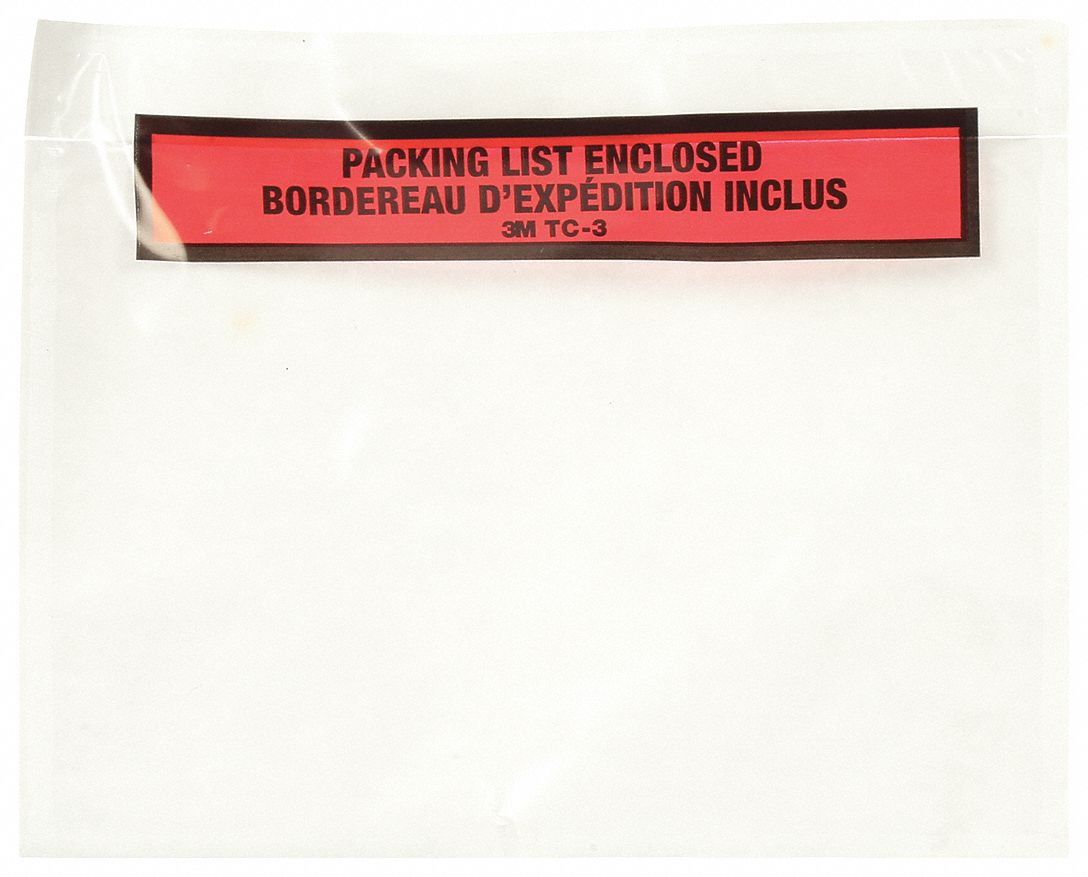 PACKING LIST ENCLOSED
BORDEREAU D'EXPÉDITION INCLUS
3M TC-3